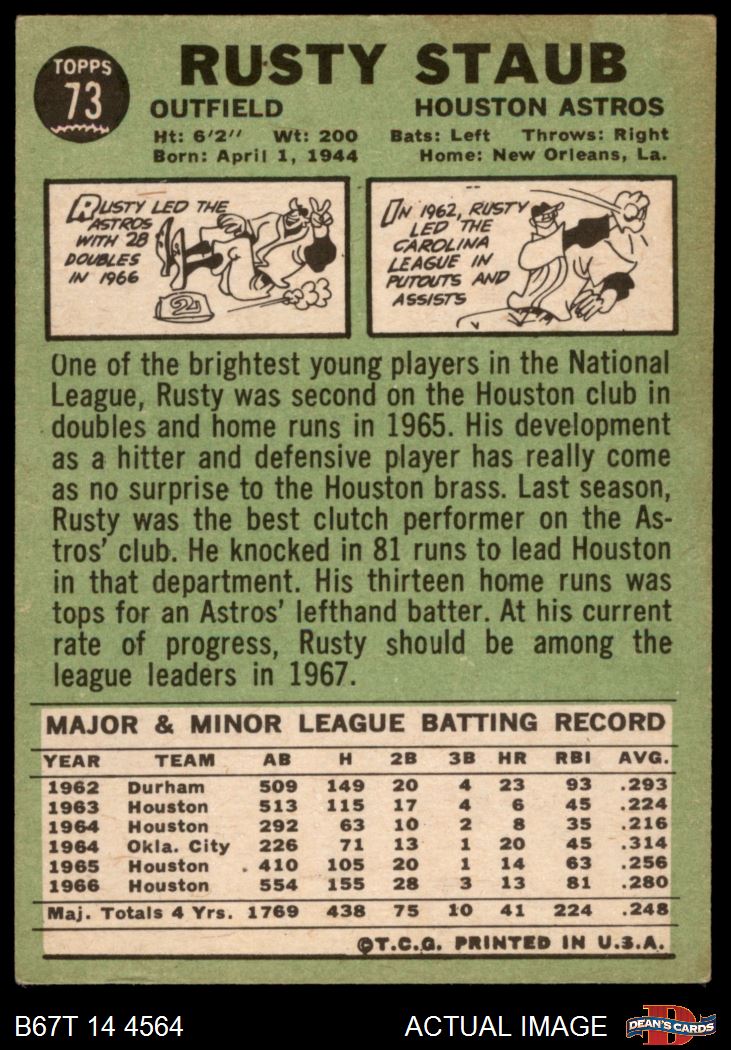 TOPPS
73
RUSTY STAUB
OUTFIELD HOUSTON ASTROS
Ht: 6'2" Wt: 200 Bats: Left Throws: Right
Born: April 1, 1944 Home: New Orleans, La.
RUSTY LED THE
ASTROS
WITH 28
DOUBLES
IN 1966
2
IN 1962, RUSTY
LED THE
CAROLINA
LEAGUE IN
PUTOUTS AND
ASSISTS
One of the brightest young players in the National
League, Rusty was second on the Houston club in
doubles and home runs in 1965. His development
as a hitter and defensive player has really come
as no surprise to the Houston brass. Last season,
Rusty was the best clutch performer on the As-
tros' club. He knocked in 81 runs to lead Houston
in that department. His thirteen home runs was
tops for an Astros' lefthand batter. At his current
rate of progress, Rusty should be among the
league leaders in 1967.
MAJOR & MINOR LEAGUE BATTING RECORD
YEAR TEAM AB H 2B 3B HR RBI AVG.
1962 Durham 509 149 20 4 23 93 .293
1963 Houston 513 115 17 4 6 45 .224
1964 Houston 292 63 10 2 8 35 .216
1964 Okla. City 226 71 13 1 20 45 .314
1965 Houston 410 105 20 1 14 63 .256
1966 Houston 554 155 28 3 13 81 .280
Maj. Totals 4 Yrs. 1769 438 75 10 41 224 .248
©T.C.G. PRINTED IN U.S.A.
B67T 14 4564 ACTUAL IMAGE
D
DEAN'S CARDS